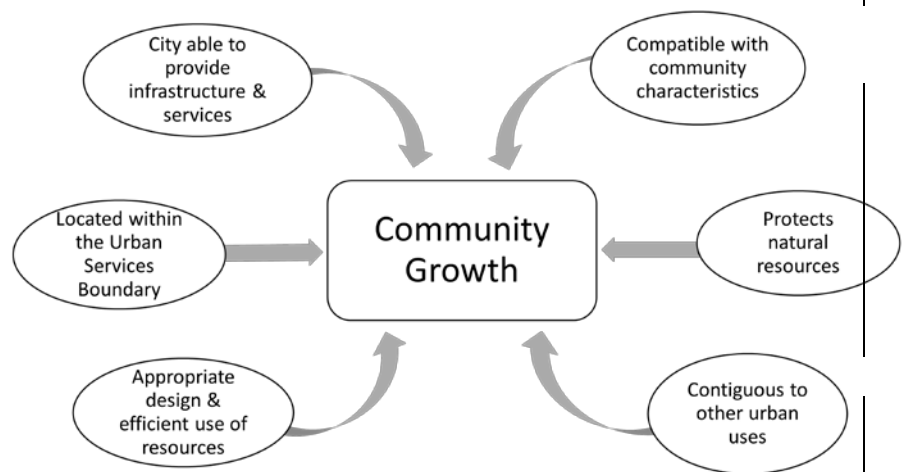 City able to
provide
infrastructure &
services
Compatible with
community
characteristics
Located within
the Urban
Services
Boundary
Community
Growth
Protects
natural
resources
Appropriate
design &
efficient use of
resources
Contiguous to
other urban
uses